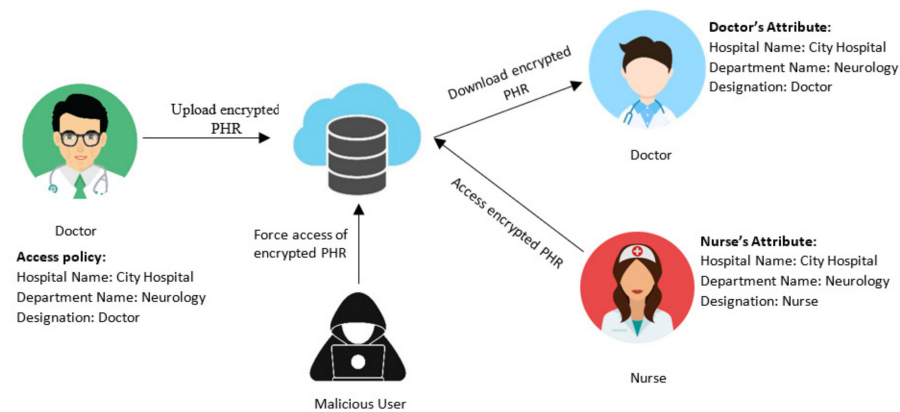 Upload encrypted
PHR
Doctor
Access policy:
Hospital Name: City Hospital
Department Name: Neurology
Designation: Doctor
Force access of
encrypted PHR
Malicious User
Download encrypted
PHR
Access encrypted PHR
Doctor’s Attribute:
Hospital Name: City Hospital
Department Name: Neurology
Designation: Doctor
Doctor
Nurse’s Attribute:
Hospital Name: City Hospital
Department Name: Neurology
Designation: Nurse
Nurse